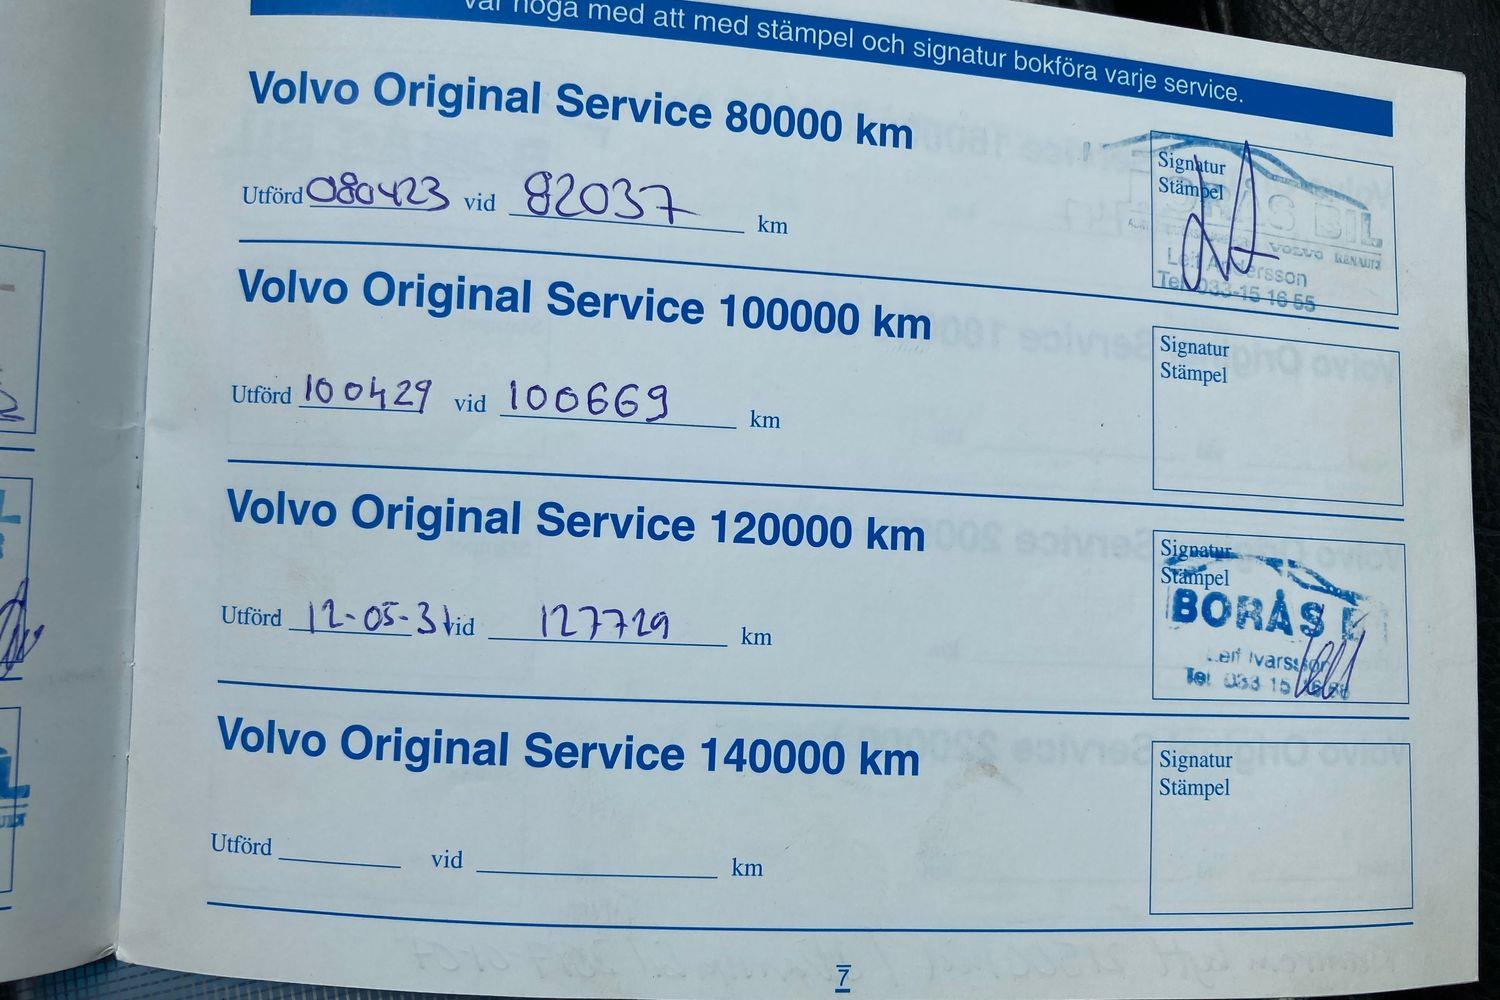 Var noga med att med stämpel och signatur bokföra varje service.
Volvo Original Service 80000 km
Utförd 080423 vid 82037 km
Signatur
Stämpel
BORÅS BIL
VOLVO RENAULT
Leif Andersson
Tel. 033-15 16 55
Volvo Original Service 100000 km
Utförd 100429 vid 100669 km
Signatur
Stämpel
Volvo Original Service 120000 km
Utförd 12-05-31 vid 127729 km
Signatur
Stämpel
BORÅS
Leif Ivarsson
Tel 033 15
Volvo Original Service 140000 km
Utförd vid km
Signatur
Stämpel
7